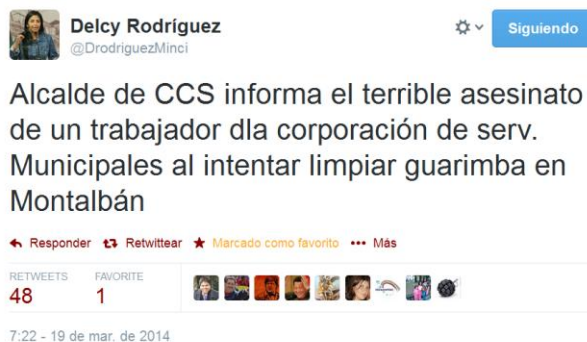 Delcy Rodríguez
@DrodriguezMinci
Siguiendo
Alcalde de CCS informa el terrible asesinato
de un trabajador dla corporación de serv.
Municipales al intentar limpiar guarimba en
Montalbán
Responder Retwittear Marcado como favorito Más
RETWEETS FAVORITE
48 1
7:22 - 19 de mar. de 2014